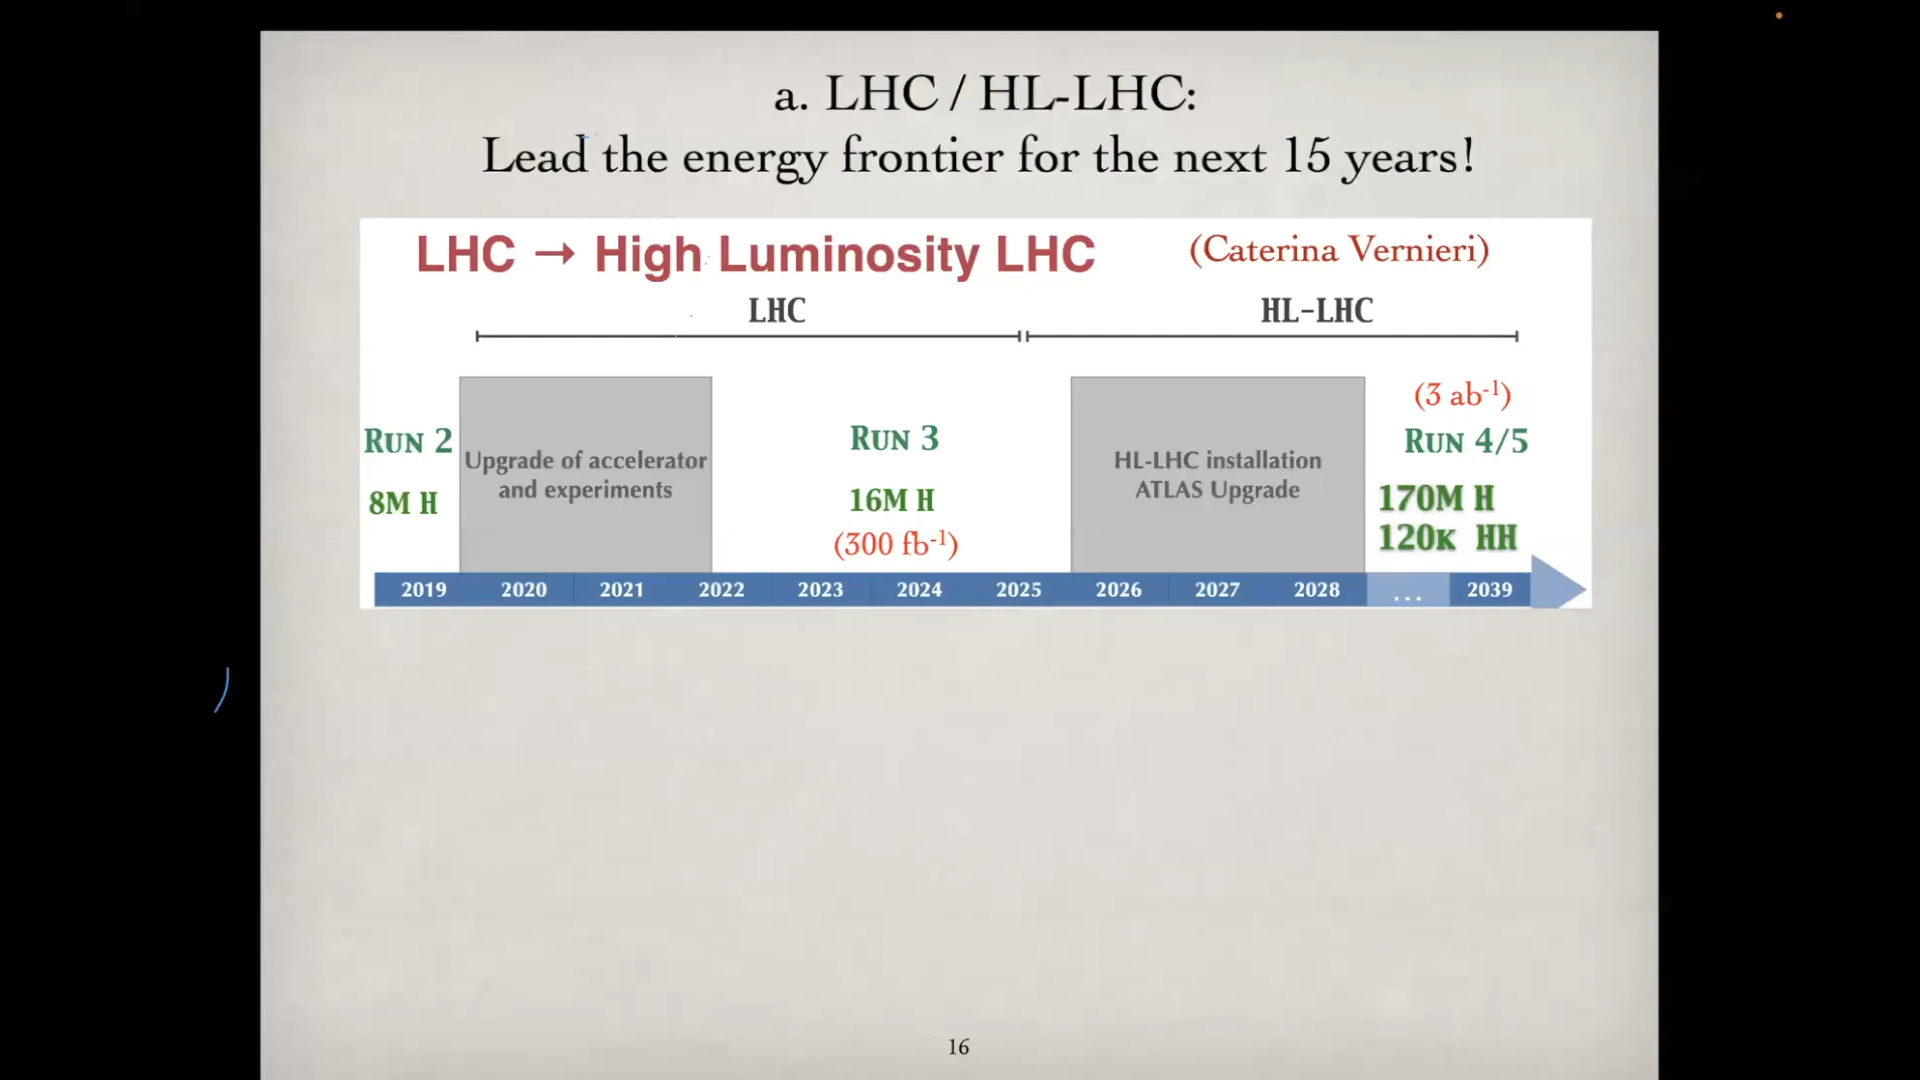 a. LHC / HL-LHC:
Lead the energy frontier for the next 15 years!
LHC → High Luminosity LHC (Caterina Vernieri)
LHC HL-LHC
(3 ab-1)
RUN 2 RUN 3 RUN 4/5
Upgrade of accelerator HL-LHC installation
and experiments ATLAS Upgrade
8M H 16M H 170M H
(300 fb-1) 120K HH
2019 2020 2021 2022 2023 2024 2025 2026 2027 2028 ... 2039
16